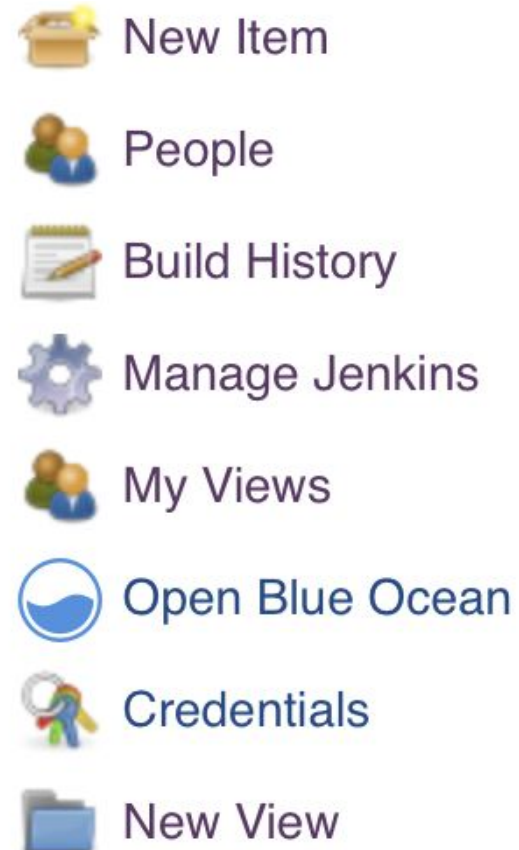 New Item
People
Build History
Manage Jenkins
My Views
Open Blue Ocean
Credentials
New View